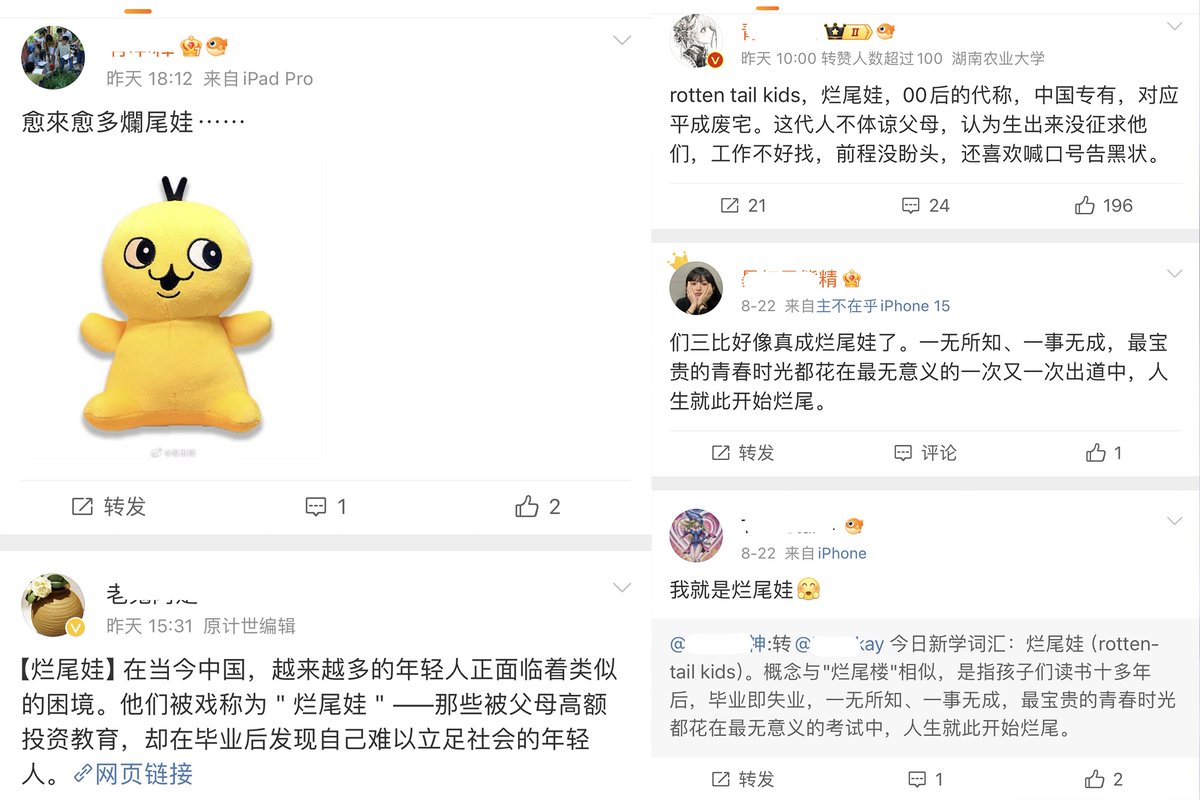 昨天 18:12 来自 iPad Pro
愈來愈多爛尾娃……
转发
1
2
昨天 15:31 原计世编辑
【烂尾娃】在当今中国，越来越多的年轻人正面临着类似
的困境。他们被戏称为＂烂尾娃＂——那些被父母高额
投资教育，却在毕业后发现自己难以立足社会的年轻
人。网页链接
II
昨天 10:00 转赞人数超过100 湖南农业大学
rotten tail kids，烂尾娃，00后的代称，中国专有，对应
平成废宅。这代人不体谅父母，认为生出来没征求他
们，工作不好找，前程没盼头，还喜欢喊口号告黑状。
21
24
196
精
8-22 来自主不在乎iPhone 15
们三比好像真成烂尾娃了。一无所知、一事无成，最宝
贵的青春时光都花在最无意义的一次又一次出道中，人
生就此开始烂尾。
转发
评论
1
8-22 来自iPhone
我就是烂尾娃
@ 神:转 @ kay 今日新学词汇：烂尾娃（rotten-
tail kids）。概念与"烂尾楼"相似，是指孩子们读书十多年
后，毕业即失业，一无所知、一事无成，最宝贵的青春时光
都花在最无意义的考试中，人生就此开始烂尾。
转发
1
2